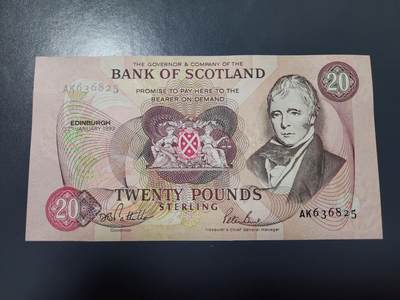 THE GOVERNOR & COMPANY OF THE
BANK OF SCOTLAND
20
AK636825
PROMISE TO PAY HERE TO THE
BEARER ON DEMAND
EDINBURGH
JANUARY
TWENTY POUNDS
STERLING
20
AK636825
Governor
Treasurer & Chief General Manager